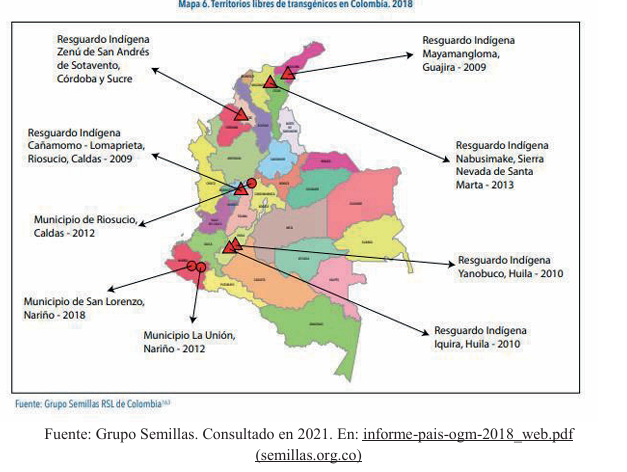 Mapa 6. Territorios libres de transgénicos en Colombia. 2018
Resguardo Indígena
Zenú de San Andrés
de Sotavento,
Córdoba y Sucre
Resguardo Indígena
Mayamangloma,
Guajira - 2009
Resguardo Indígena
Cañamomo - Lomaprieta,
Riosucio, Caldas - 2009
Resguardo Indígena
Nabusimake, Sierra
Nevada de Santa
Marta - 2013
Municipio de Riosucio,
Caldas - 2012
Resguardo Indígena
Yanobuco, Huila - 2010
Municipio de San Lorenzo,
Nariño - 2018
Municipio La Unión,
Nariño - 2012
Resguardo Indígena
Iquira, Huila - 2010
Fuente: Grupo Semillas RSL de Colombia¹⁶³
Fuente: Grupo Semillas. Consultado en 2021. En: informe-pais-ogm-2018_web.pdf
(semillas.org.co)